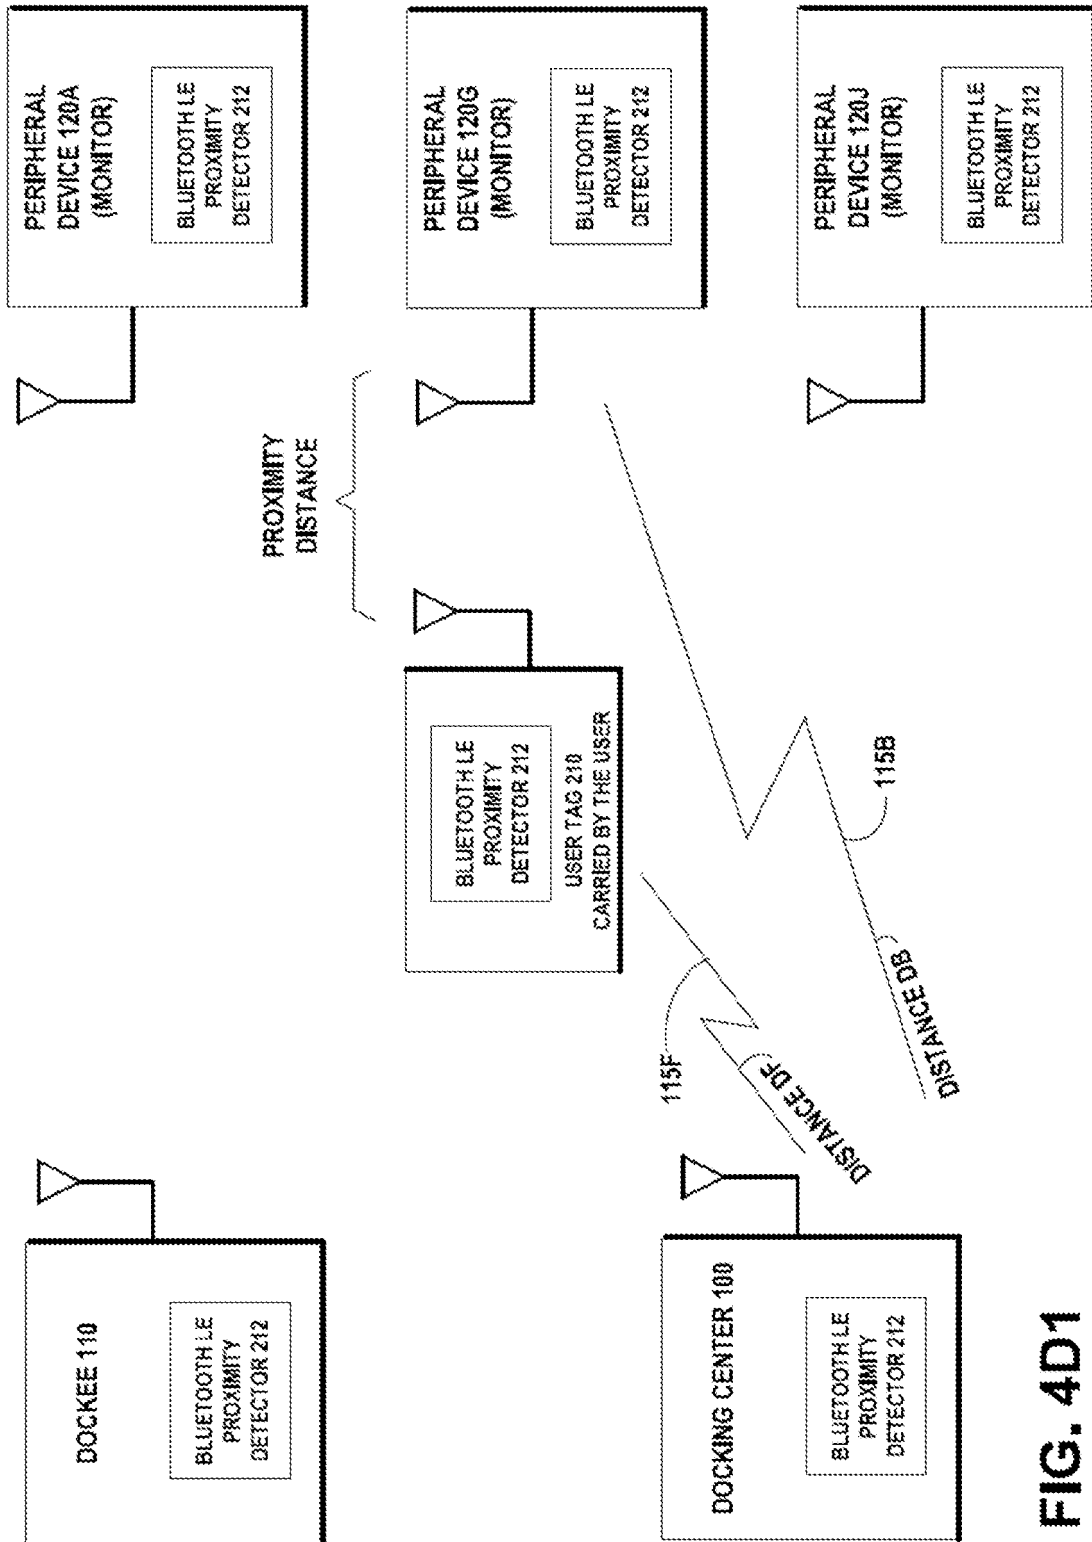 DOCKEE 110
BLUETOOTH LE
PROXIMITY
DETECTOR 212
PERIPHERAL
DEVICE 120A
(MONITOR)
BLUETOOTH LE
PROXIMITY
DETECTOR 212
PROXIMITY
DISTANCE
BLUETOOTH LE
PROXIMITY
DETECTOR 212
USER TAG 210
CARRIED BY THE USER
PERIPHERAL
DEVICE 120G
(MONITOR)
BLUETOOTH LE
PROXIMITY
DETECTOR 212
115F
DISTANCE DF
115B
DISTANCE DB
DOCKING CENTER 100
BLUETOOTH LE
PROXIMITY
DETECTOR 212
PERIPHERAL
DEVICE 120J
(MONITOR)
BLUETOOTH LE
PROXIMITY
DETECTOR 212
FIG. 4D1